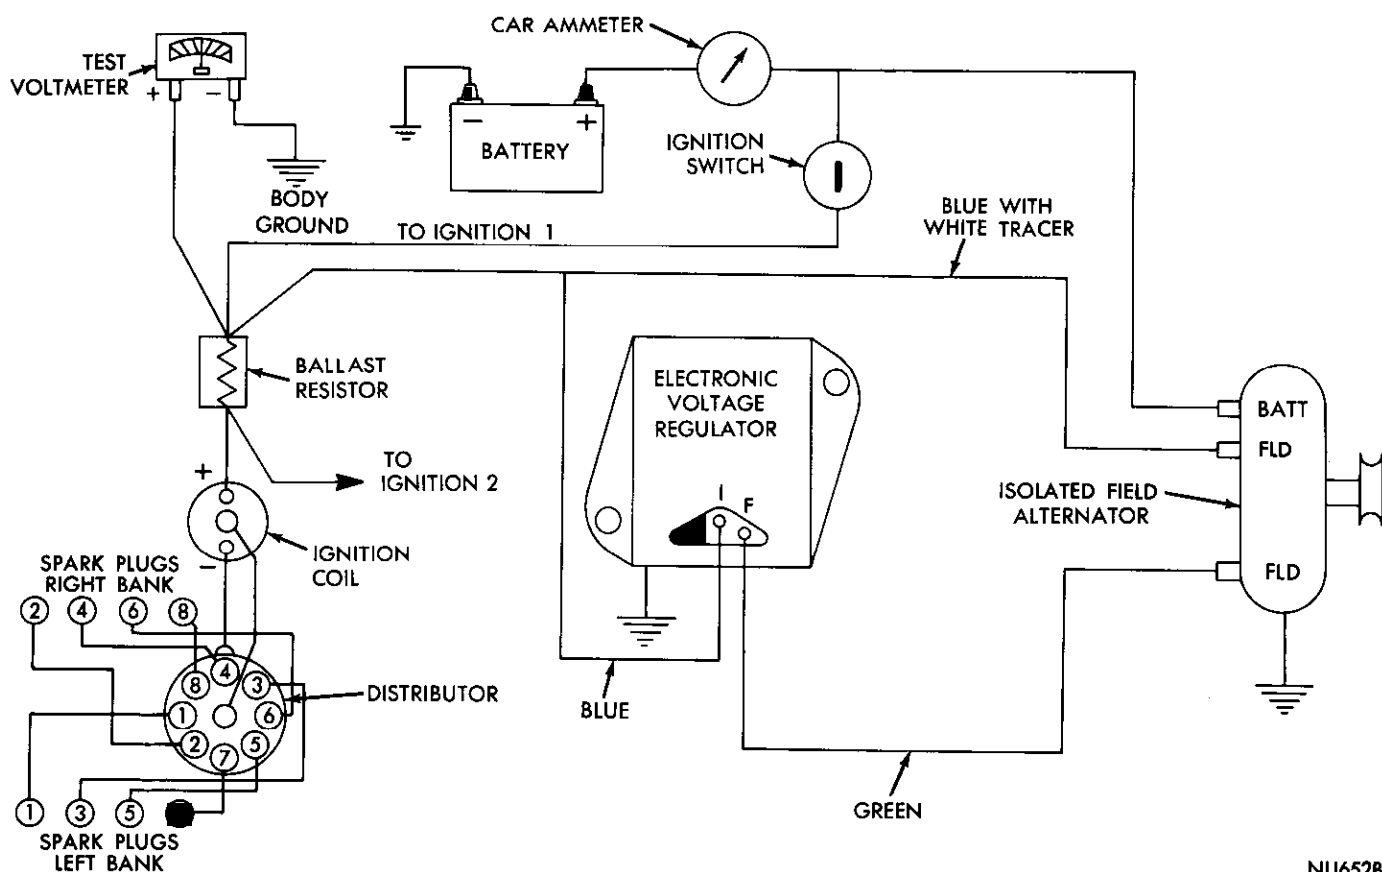 CAR AMMETER
TEST
VOLTMETER
+ −
BODY
GROUND
− +
BATTERY
IGNITION
SWITCH
TO IGNITION 1
BLUE WITH
WHITE TRACER
BALLAST
RESISTOR
ELECTRONIC
VOLTAGE
REGULATOR
I F
BATT
FLD
FLD
ISOLATED FIELD
ALTERNATOR
TO
IGNITION 2
+
−
IGNITION
COIL
SPARK PLUGS
RIGHT BANK
2 4 6 8
4
8 3
1 6
2 5
7
DISTRIBUTOR
BLUE
GREEN
1 3 5
SPARK PLUGS
LEFT BANK
NU652B